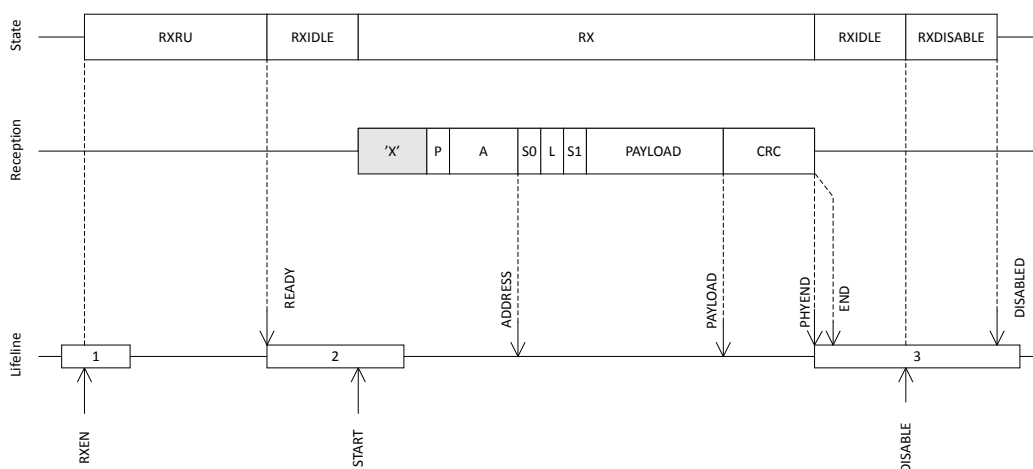 State
RXRU
RXIDLE
RX
RXIDLE
RXDISABLE
Reception
'X'
P
A
S0
L
S1
PAYLOAD
CRC
READY
ADDRESS
PAYLOAD
PHYEND
END
DISABLED
Lifeline
1
2
3
RXEN
START
DISABLE